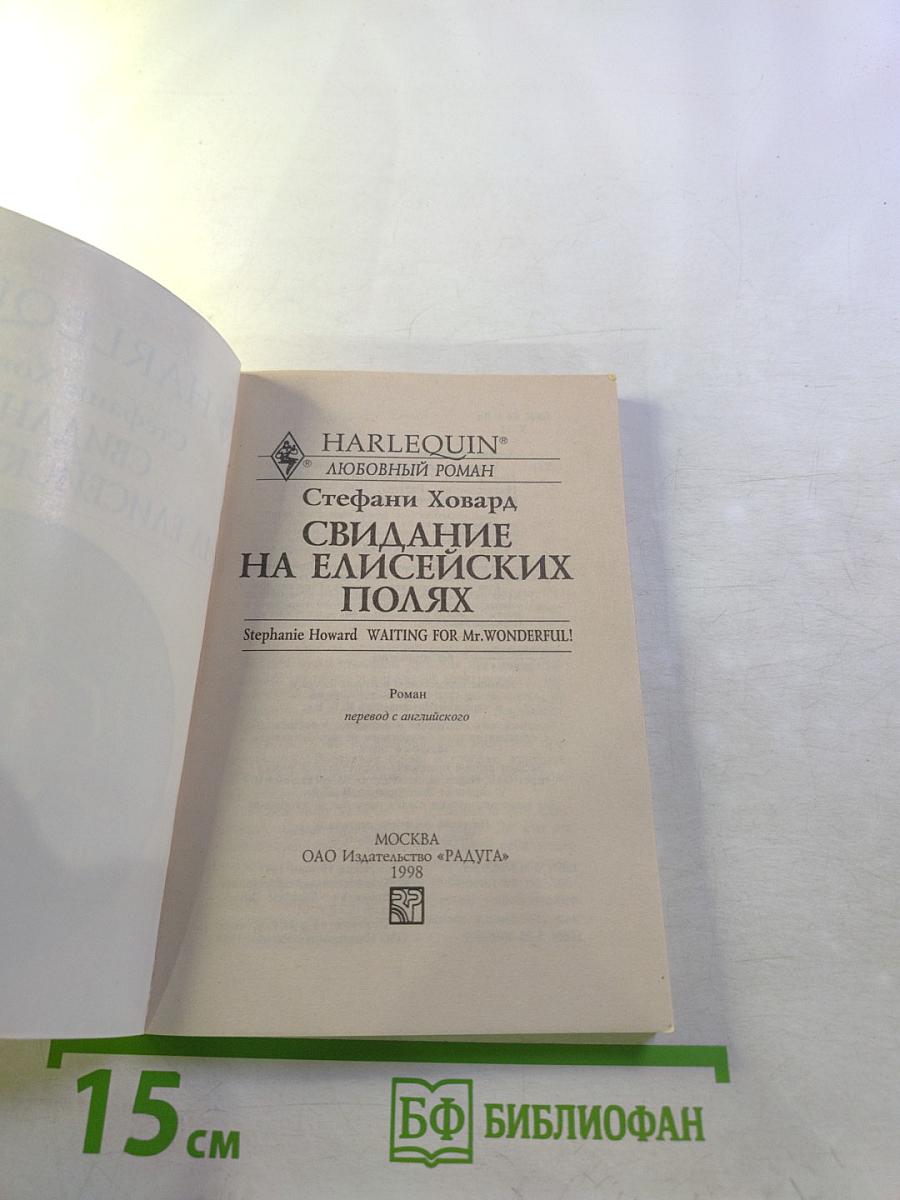 HARLEQUIN®
®
ЛЮБОВНЫЙ РОМАН
Стефани Ховард
СВИДАНИЕ
НА ЕЛИСЕЙСКИХ
ПОЛЯХ
Stephanie Howard WAITING FOR Mr.WONDERFUL!
Роман
перевод с английского
МОСКВА
ОАО Издательство «РАДУГА»
1998
15 см
БФ БИБЛИОФАН